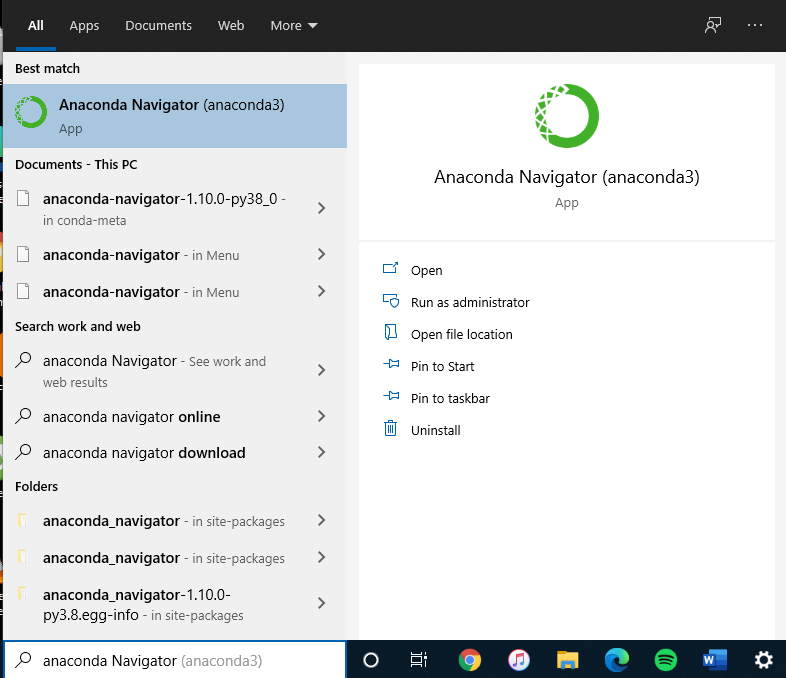 All Apps Documents Web More
Best match
Anaconda Navigator (anaconda3)
App
Documents - This PC
anaconda-navigator-1.10.0-py38_0 -
in conda-meta
anaconda-navigator - in Menu
anaconda-navigator - in Menu
Search work and web
anaconda Navigator - See work and
web results
anaconda navigator online
anaconda navigator download
Folders
anaconda_navigator - in site-packages
anaconda_navigator - in site-packages
anaconda_navigator-1.10.0-
py3.8.egg-info - in site-packages
anaconda Navigator (anaconda3)
Anaconda Navigator (anaconda3)
App
Open
Run as administrator
Open file location
Pin to Start
Pin to taskbar
Uninstall
W